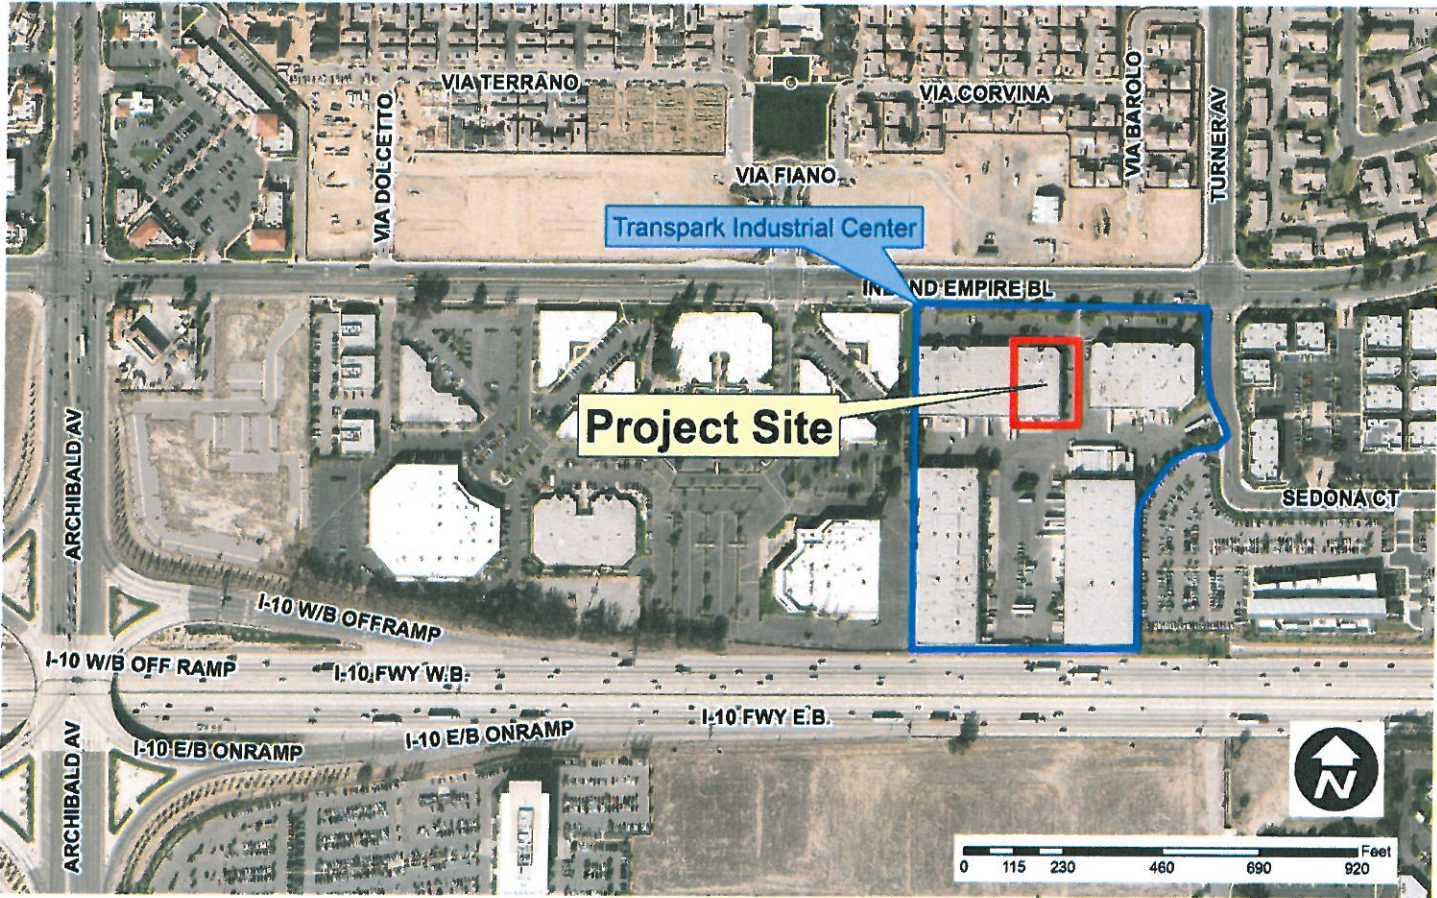 VIA TERRANO
VIA CORVINA
VIA BAROLO
TURNER AV
VIA DOLCETTO
VIA FIANO
Transpark Industrial Center
INLAND EMPIRE BL
Project Site
ARCHIBALD AV
SEDONA CT
I-10 W/B OFFRAMP
I-10 W/B OFF RAMP
I-10 FWY W.B.
I-10 FWY E.B.
I-10 E/B ONRAMP
I-10 E/B ONRAMP
ARCHIBALD AV
N
Feet
0 115 230 460 690 920